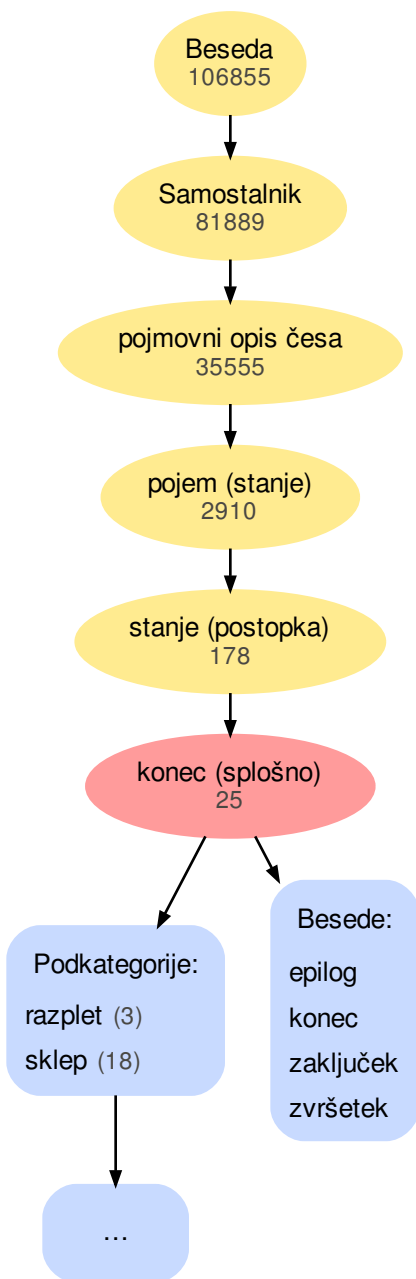 Beseda
106855
Samostalnik
81889
pojmovni opis česa
35555
pojem (stanje)
2910
stanje (postopka)
178
konec (splošno)
25
Podkategorije:
razplet (3)
sklep (18)
Besede:
epilog
konec
zaključek
zvršetek
...